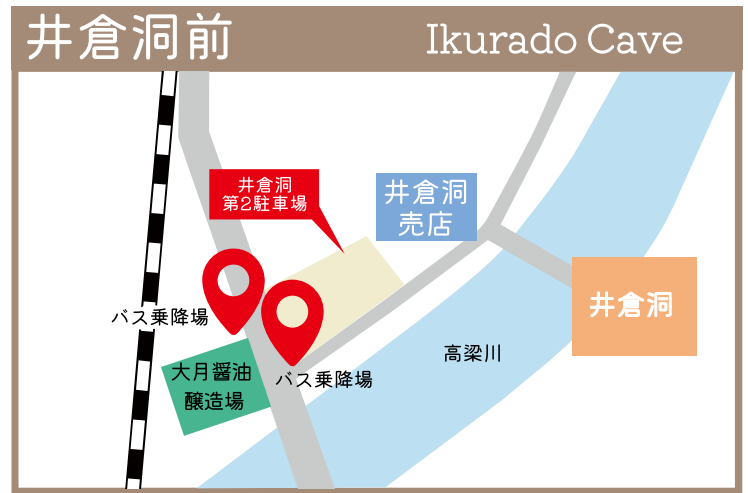 井倉洞前
Ikurado Cave
井倉洞
第2駐車場
井倉洞
売店
井倉洞
バス乗降場
高梁川
大月醤油
醸造場
バス乗降場